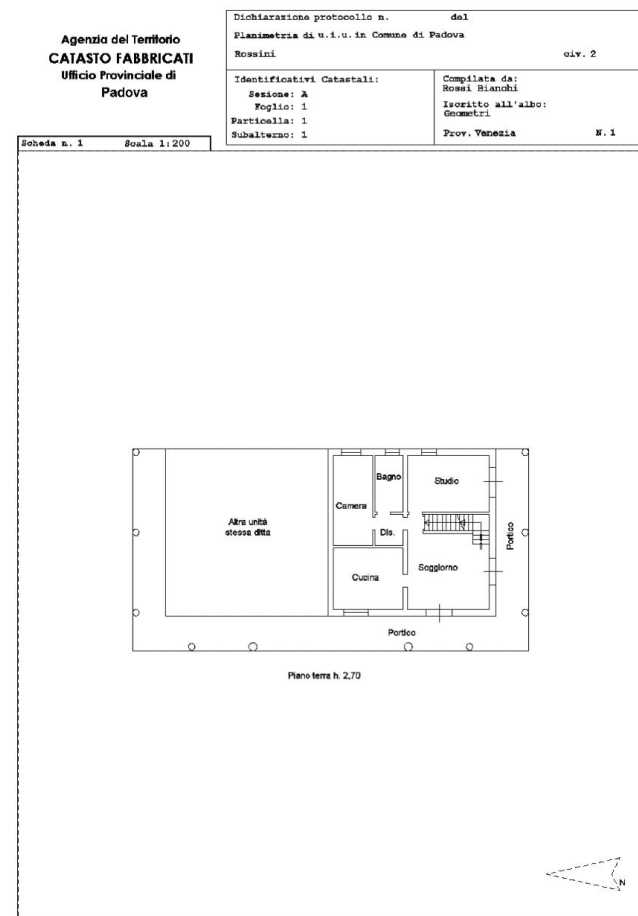 Agenzia del Territorio
CATASTO FABBRICATI
Ufficio Provinciale di
Padova
Dichiarazione protocollo n. del
Planimetria di u.i.u. in Comune di Padova
Rossini civ. 2
Identificativi Catastali:
Sezione: A
Foglio: 1
Particella: 1
Subalterno: 1
Compilata da:
Rossi Bianchi
Iscritto all'albo:
Geometri
Prov. Venezia N. 1
Scheda n. 1 Scala 1:200
Bagno
Studio
Camera
Altra unità
stessa ditta
Dis.
Portico
Cucina
Soggiorno
Portico
Piano terra h. 2,70
N